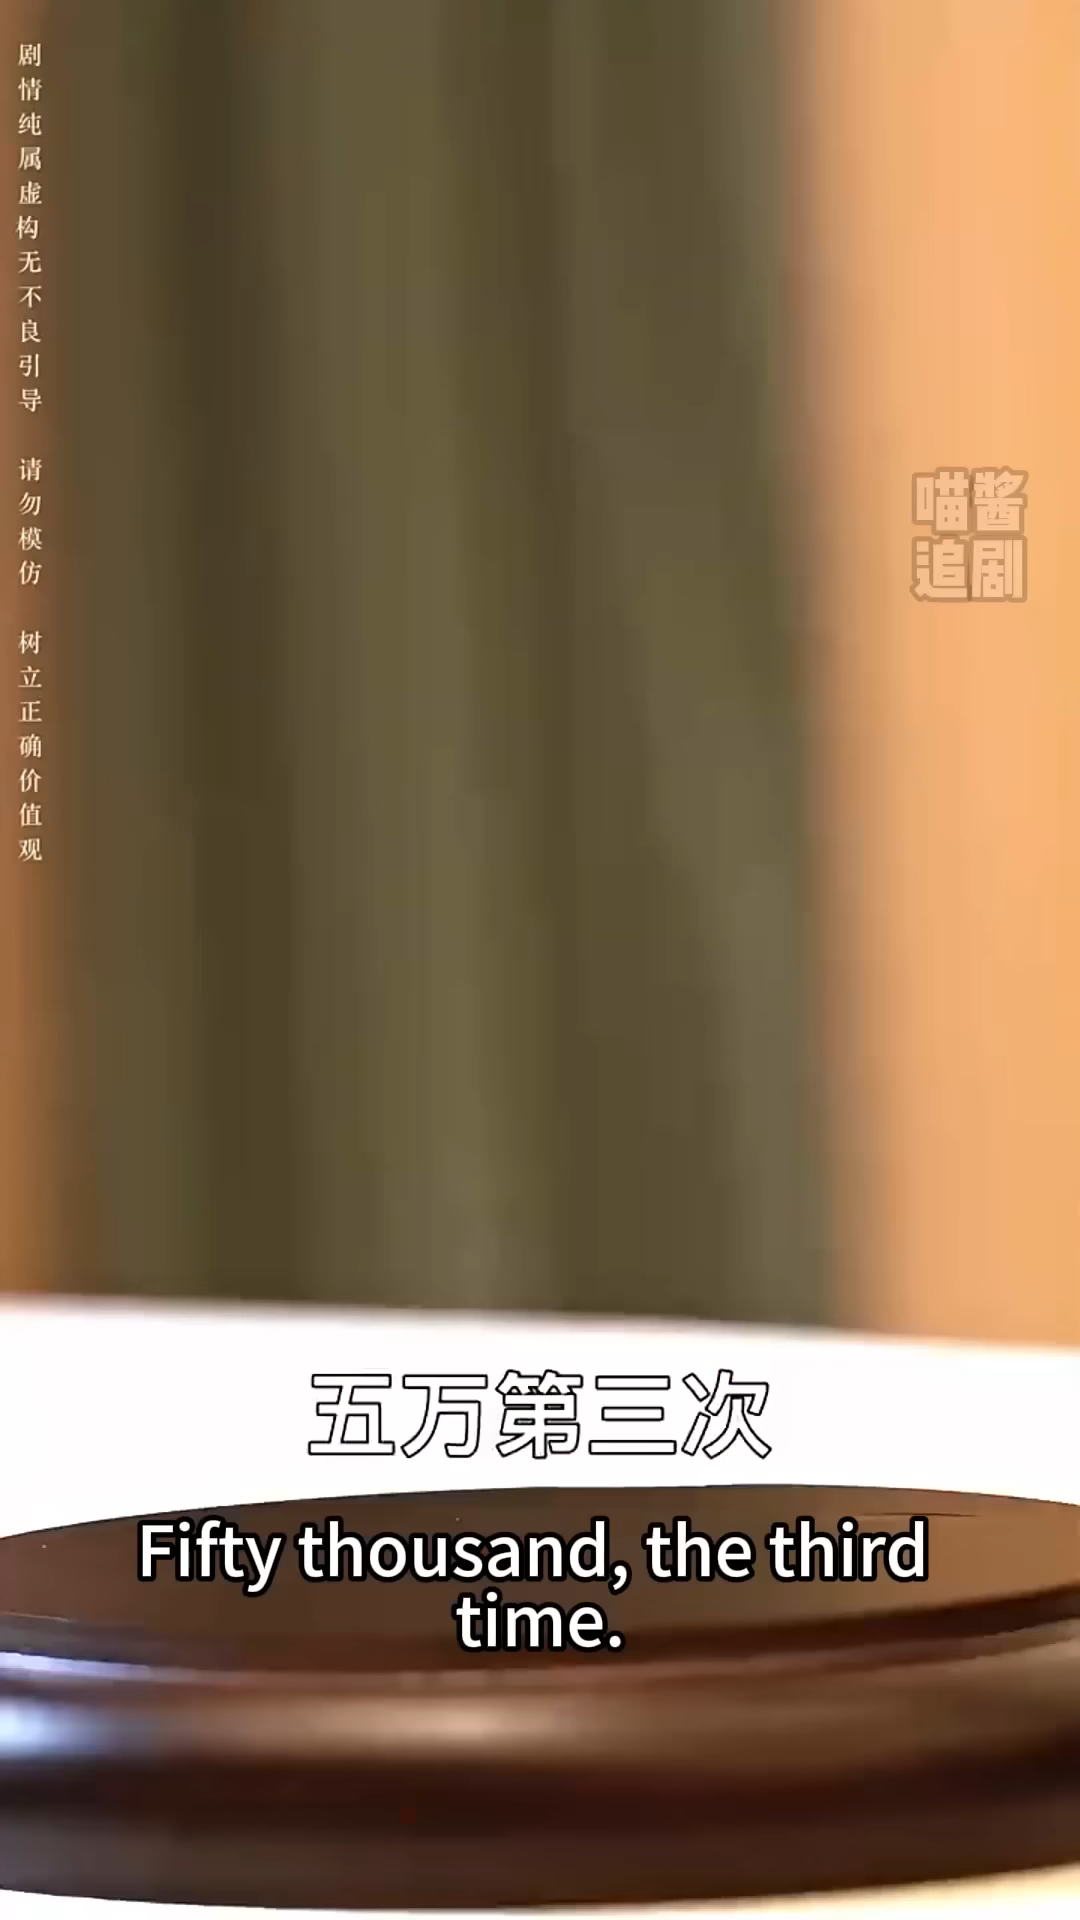 剧情纯属虚构无不良引导 请勿模仿 树立正确价值观
喵酱
追剧
五万第三次
Fifty thousand, the third
time.